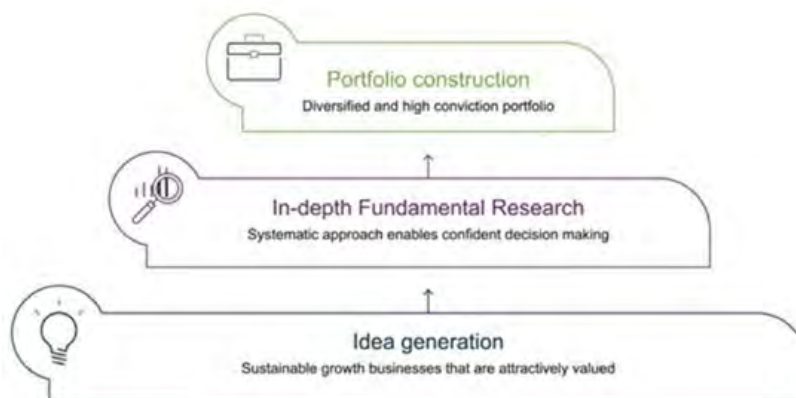 Portfolio construction
Diversified and high conviction portfolio
In-depth Fundamental Research
Systematic approach enables confident decision making
Idea generation
Sustainable growth businesses that are attractively valued